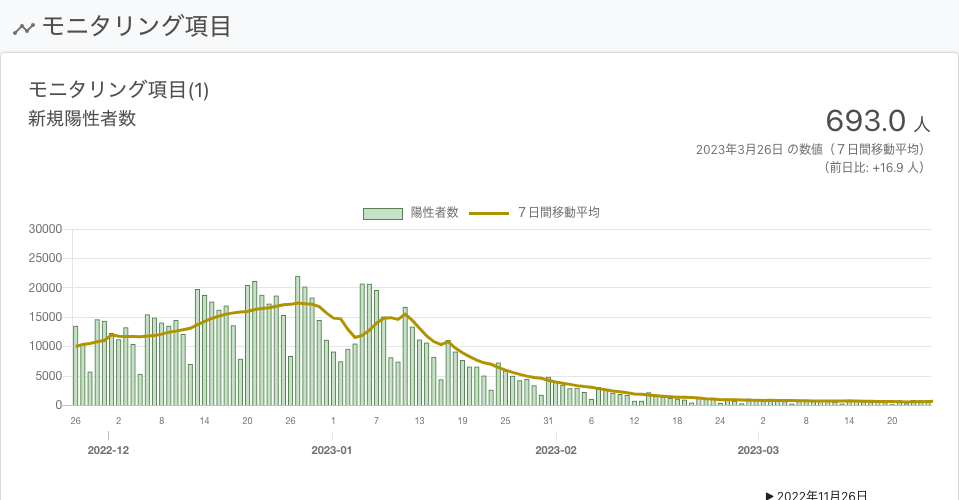 モニタリング項目
モニタリング項目(1)
新規陽性者数
693.0 人
2023年3月26日 の数値（７日間移動平均）
（前日比: +16.9 人）
陽性者数 ７日間移動平均
30000
25000
20000
15000
10000
5000
0
26 2 8 14 20 26 1 7 13 19 25 31 6 12 18 24 2 8 14 20
2022-12 2023-01 2023-02 2023-03
▶ 2022年11月26日